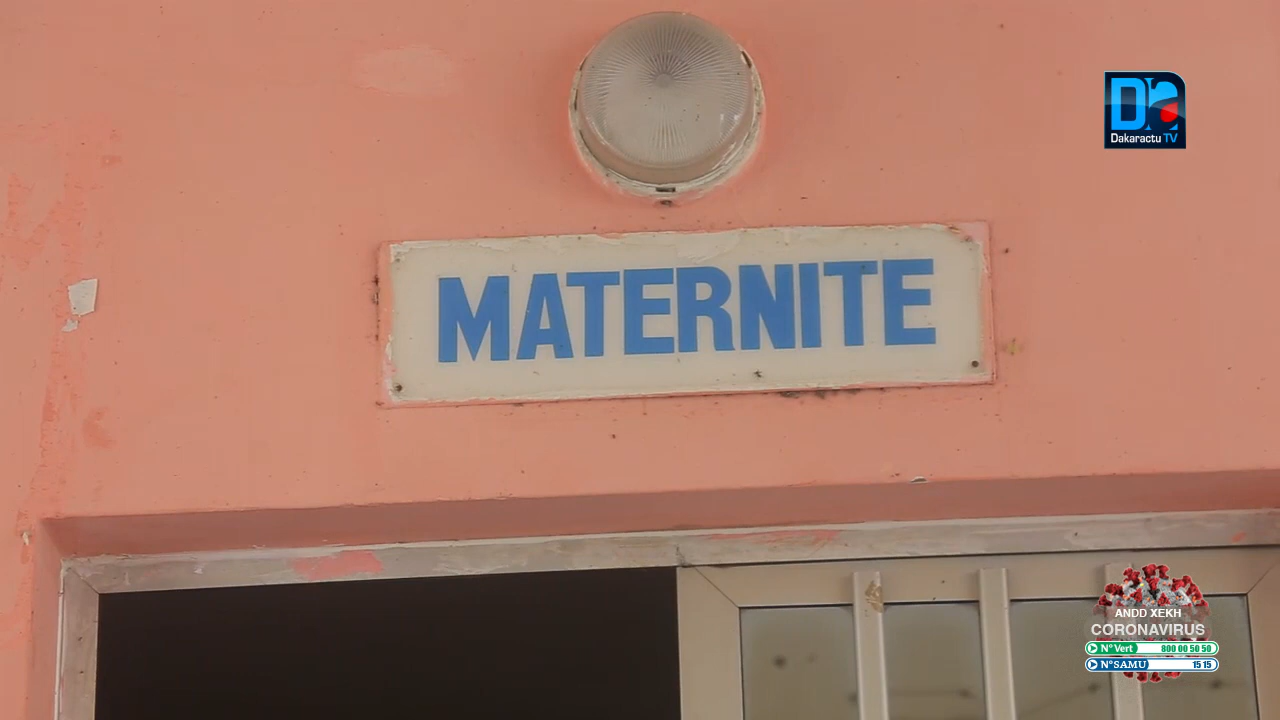 Dakaractu TV
MATERNITE
ANDD XEKH
CORONAVIRUS
N° Vert 800 00 50 50
N° SAMU 15 15